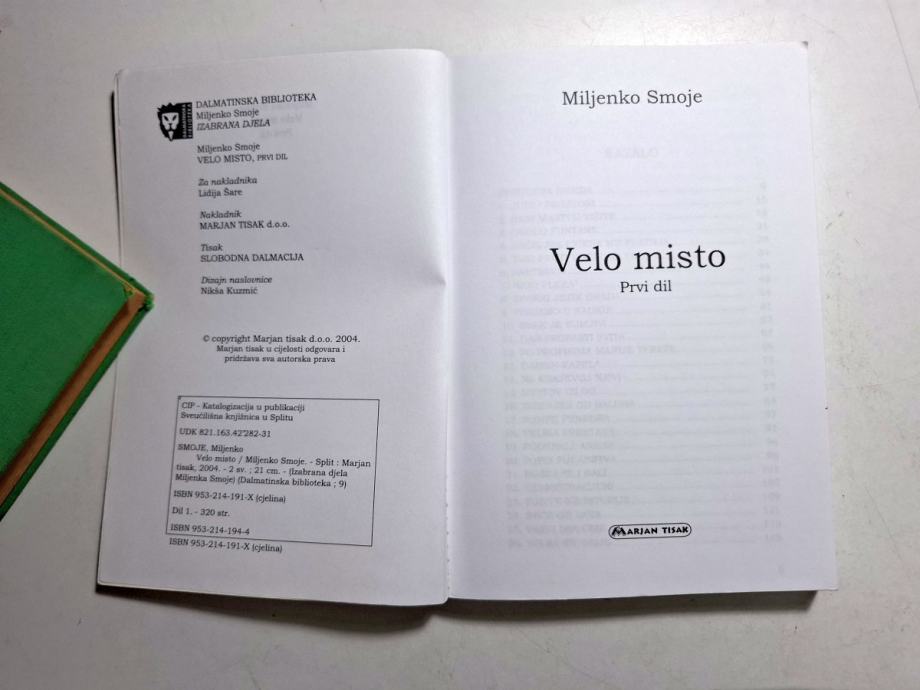 DALMATINSKA BIBLIOTEKA
Miljenko Smoje
IZABRANA DJELA
DALMATINSKA
BIBLIOTEKA
Miljenko Smoje
VELO MISTO, PRVI DIL
Za nakladnika
Lidija Šare
Nakladnik
MARJAN TISAK d.o.o.
Tisak
SLOBODNA DALMACIJA
Dizajn naslovnice
Nikša Kuzmić
© copyright Marjan tisak d.o.o. 2004.
Marjan tisak u cijelosti odgovara i
pridržava sva autorska prava
CIP - Katalogizacija u publikaciji
Sveučilišna knjižnica u Splitu
UDK 821.163.42'282-31
SMOJE, Miljenko
Velo misto / Miljenko Smoje. - Split : Marjan
tisak, 2004. - 2 sv. ; 21 cm. - (Izabrana djela
Miljenka Smoje) (Dalmatinska biblioteka ; 9)
ISBN 953-214-191-X (cjelina)
Dil 1. - 320 str.
ISBN 953-214-194-4
ISBN 953-214-191-X (cjelina)
Miljenko Smoje
Velo misto
Prvi dil
MARJAN TISAK